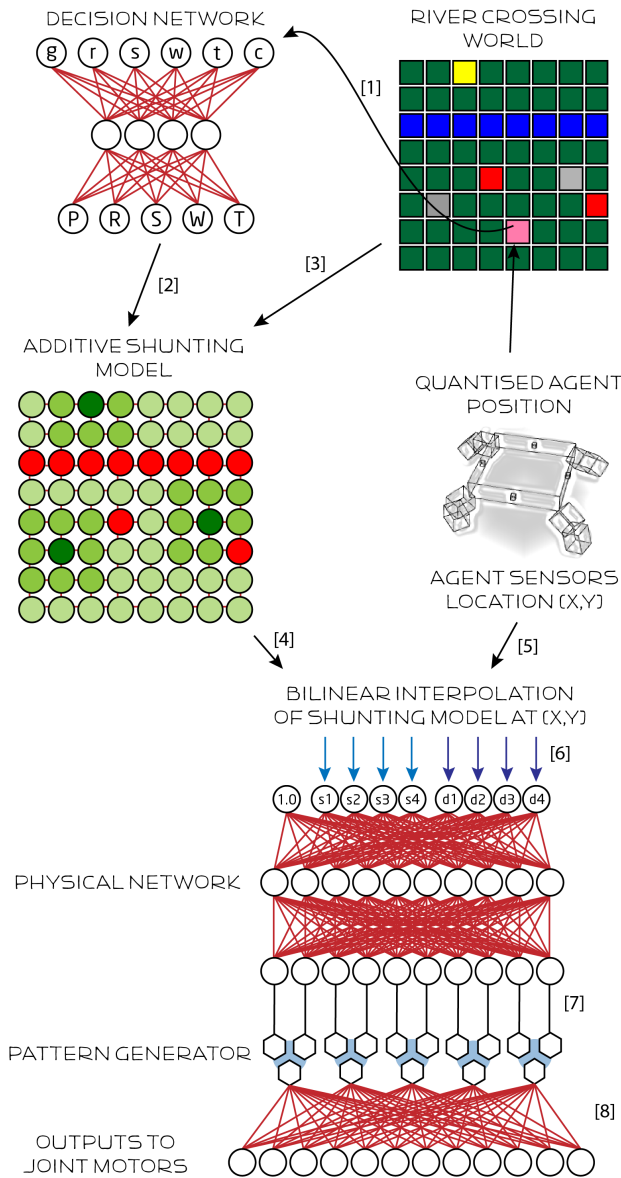 DECISION NETWORK
g r s w t c
P R S W T
RIVER CROSSING
WORLD
[1]
[2]
[3]
ADDITIVE SHUNTING
MODEL
QUANTISED AGENT
POSITION
AGENT SENSORS
LOCATION (X,Y)
[4]
[5]
BILINEAR INTERPOLATION
OF SHUNTING MODEL AT (X,Y)
[6]
1.0 s1 s2 s3 s4 d1 d2 d3 d4
PHYSICAL NETWORK
[7]
PATTERN GENERATOR
[8]
OUTPUTS TO
JOINT MOTORS